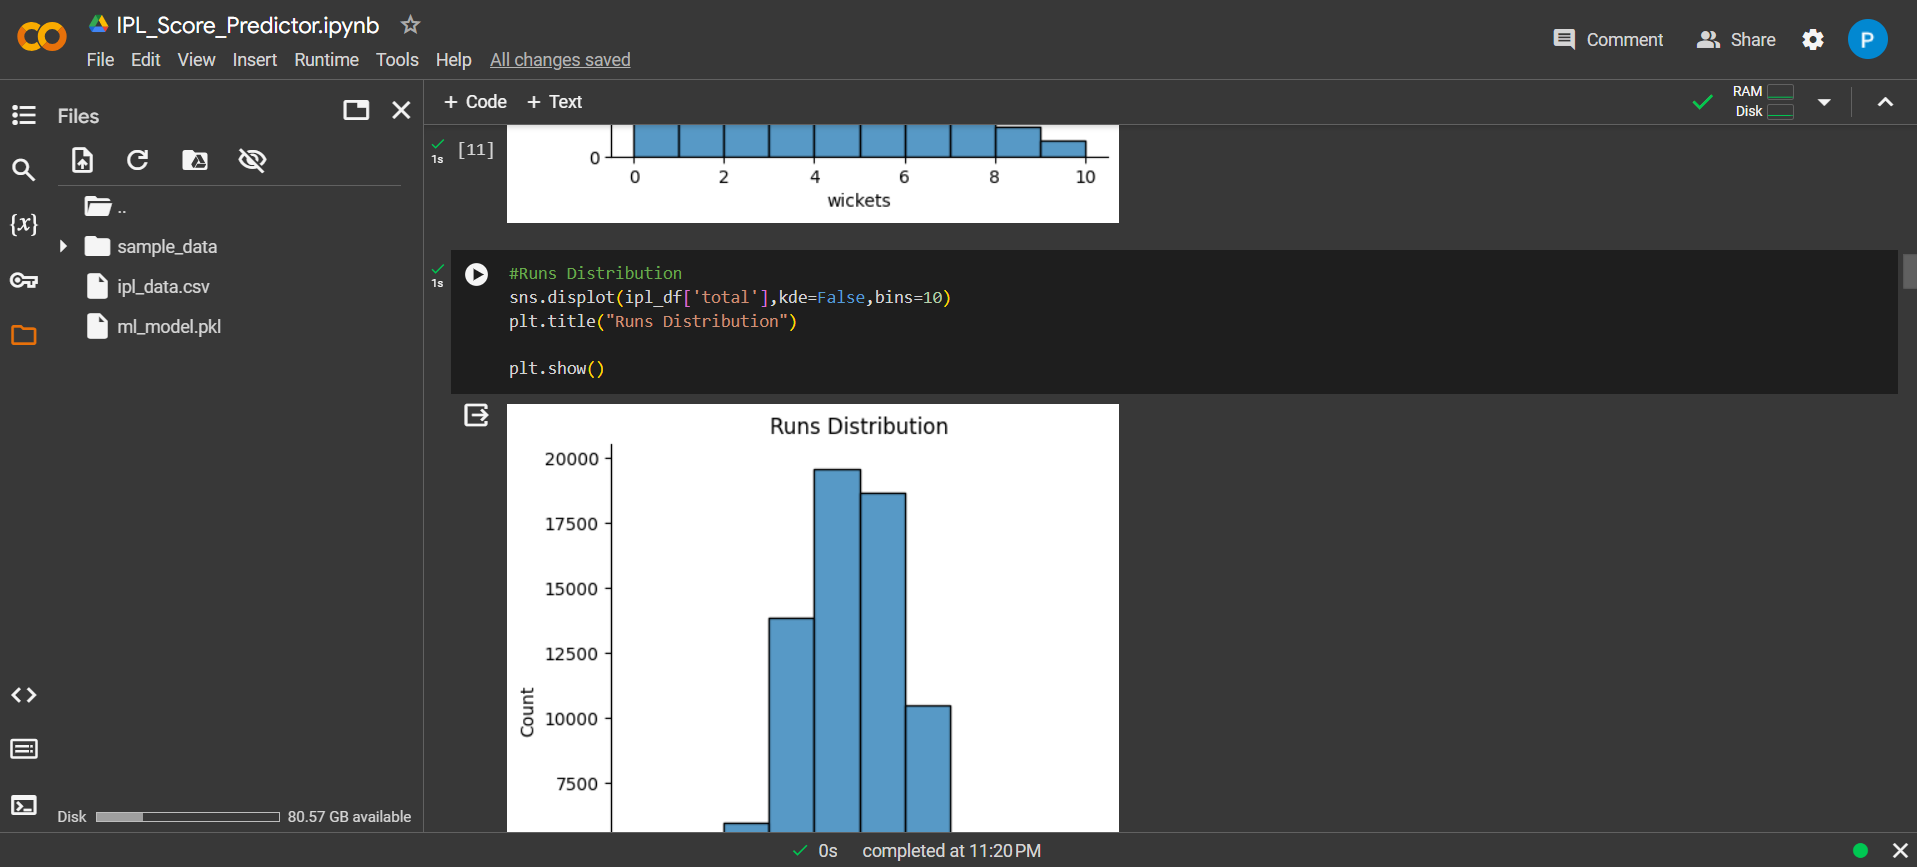 IPL_Score_Predictor.ipynb
File Edit View Insert Runtime Tools Help All changes saved
Comment
Share
P
Files
+ Code + Text
RAM
Disk
{x}
..
sample_data
ipl_data.csv
ml_model.pkl
Disk 80.57 GB available
1s [11]
0
0 2 4 6 8 10
wickets
1s
#Runs Distribution
sns.displot(ipl_df['total'],kde=False,bins=10)
plt.title("Runs Distribution")
plt.show()
Runs Distribution
20000
17500
15000
12500
10000
7500
Count
0s completed at 11:20 PM